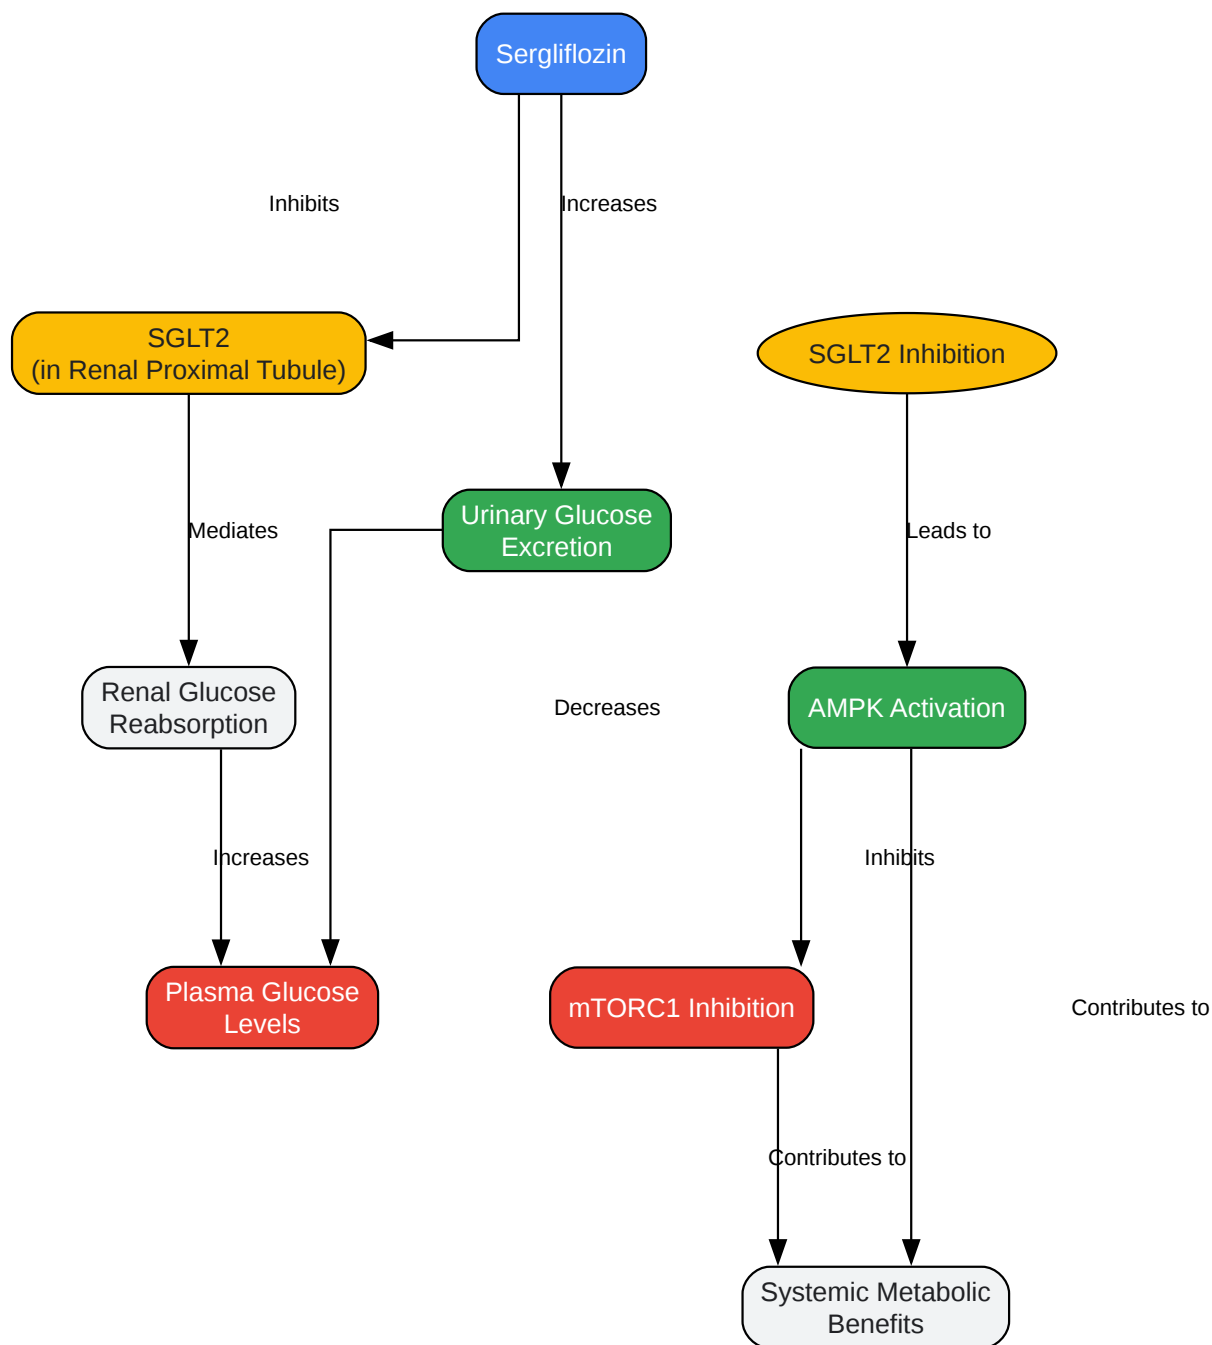 Sergliflozin
Inhibits
Increases
SGLT2
(in Renal Proximal Tubule)
SGLT2 Inhibition
Urinary Glucose
Excretion
Mediates
Leads to
Renal Glucose
Reabsorption
Decreases
AMPK Activation
Increases
Inhibits
Plasma Glucose
Levels
mTORC1 Inhibition
Contributes to
Contributes to
Systemic Metabolic
Benefits